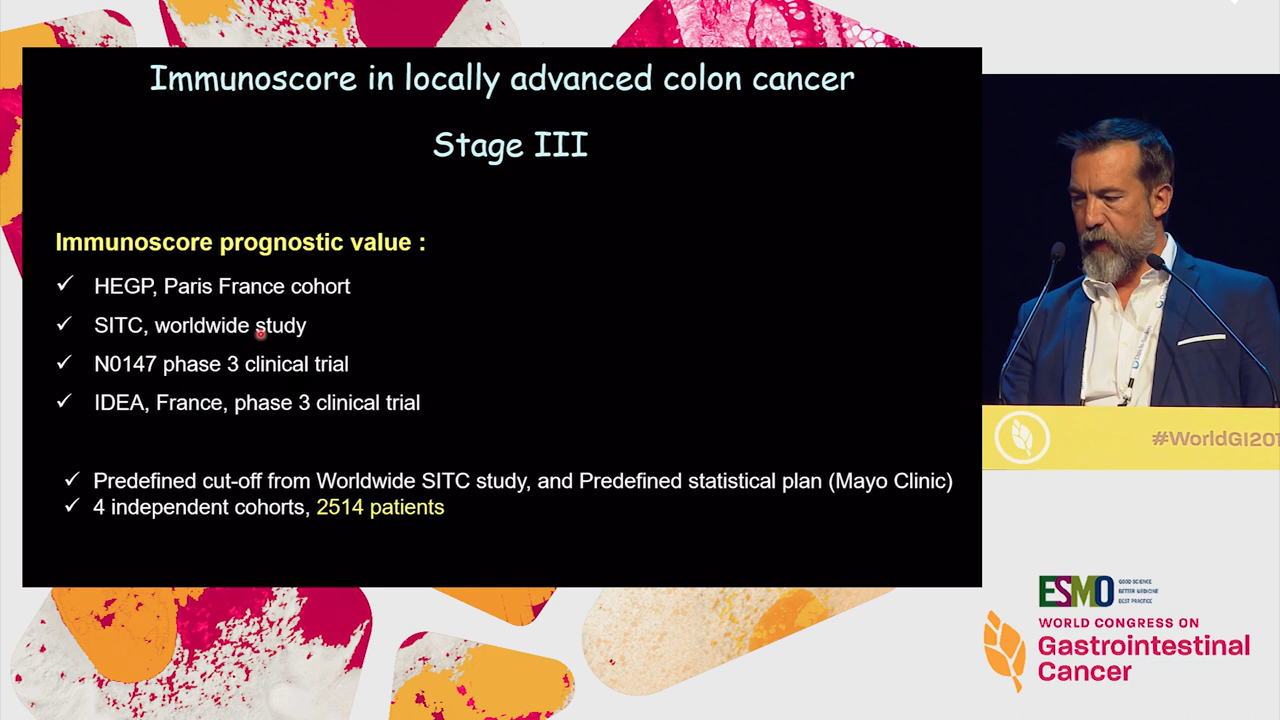 Immunoscore in locally advanced colon cancer
Stage III
Immunoscore prognostic value :
✓ HEGP, Paris France cohort
✓ SITC, worldwide study
✓ N0147 phase 3 clinical trial
✓ IDEA, France, phase 3 clinical trial
✓ Predefined cut-off from Worldwide SITC study, and Predefined statistical plan (Mayo Clinic)
✓ 4 independent cohorts, 2514 patients
#WorldGI201
ESMO
GOOD SCIENCE
BETTER MEDICINE
BEST PRACTICE
WORLD CONGRESS ON
Gastrointestinal
Cancer